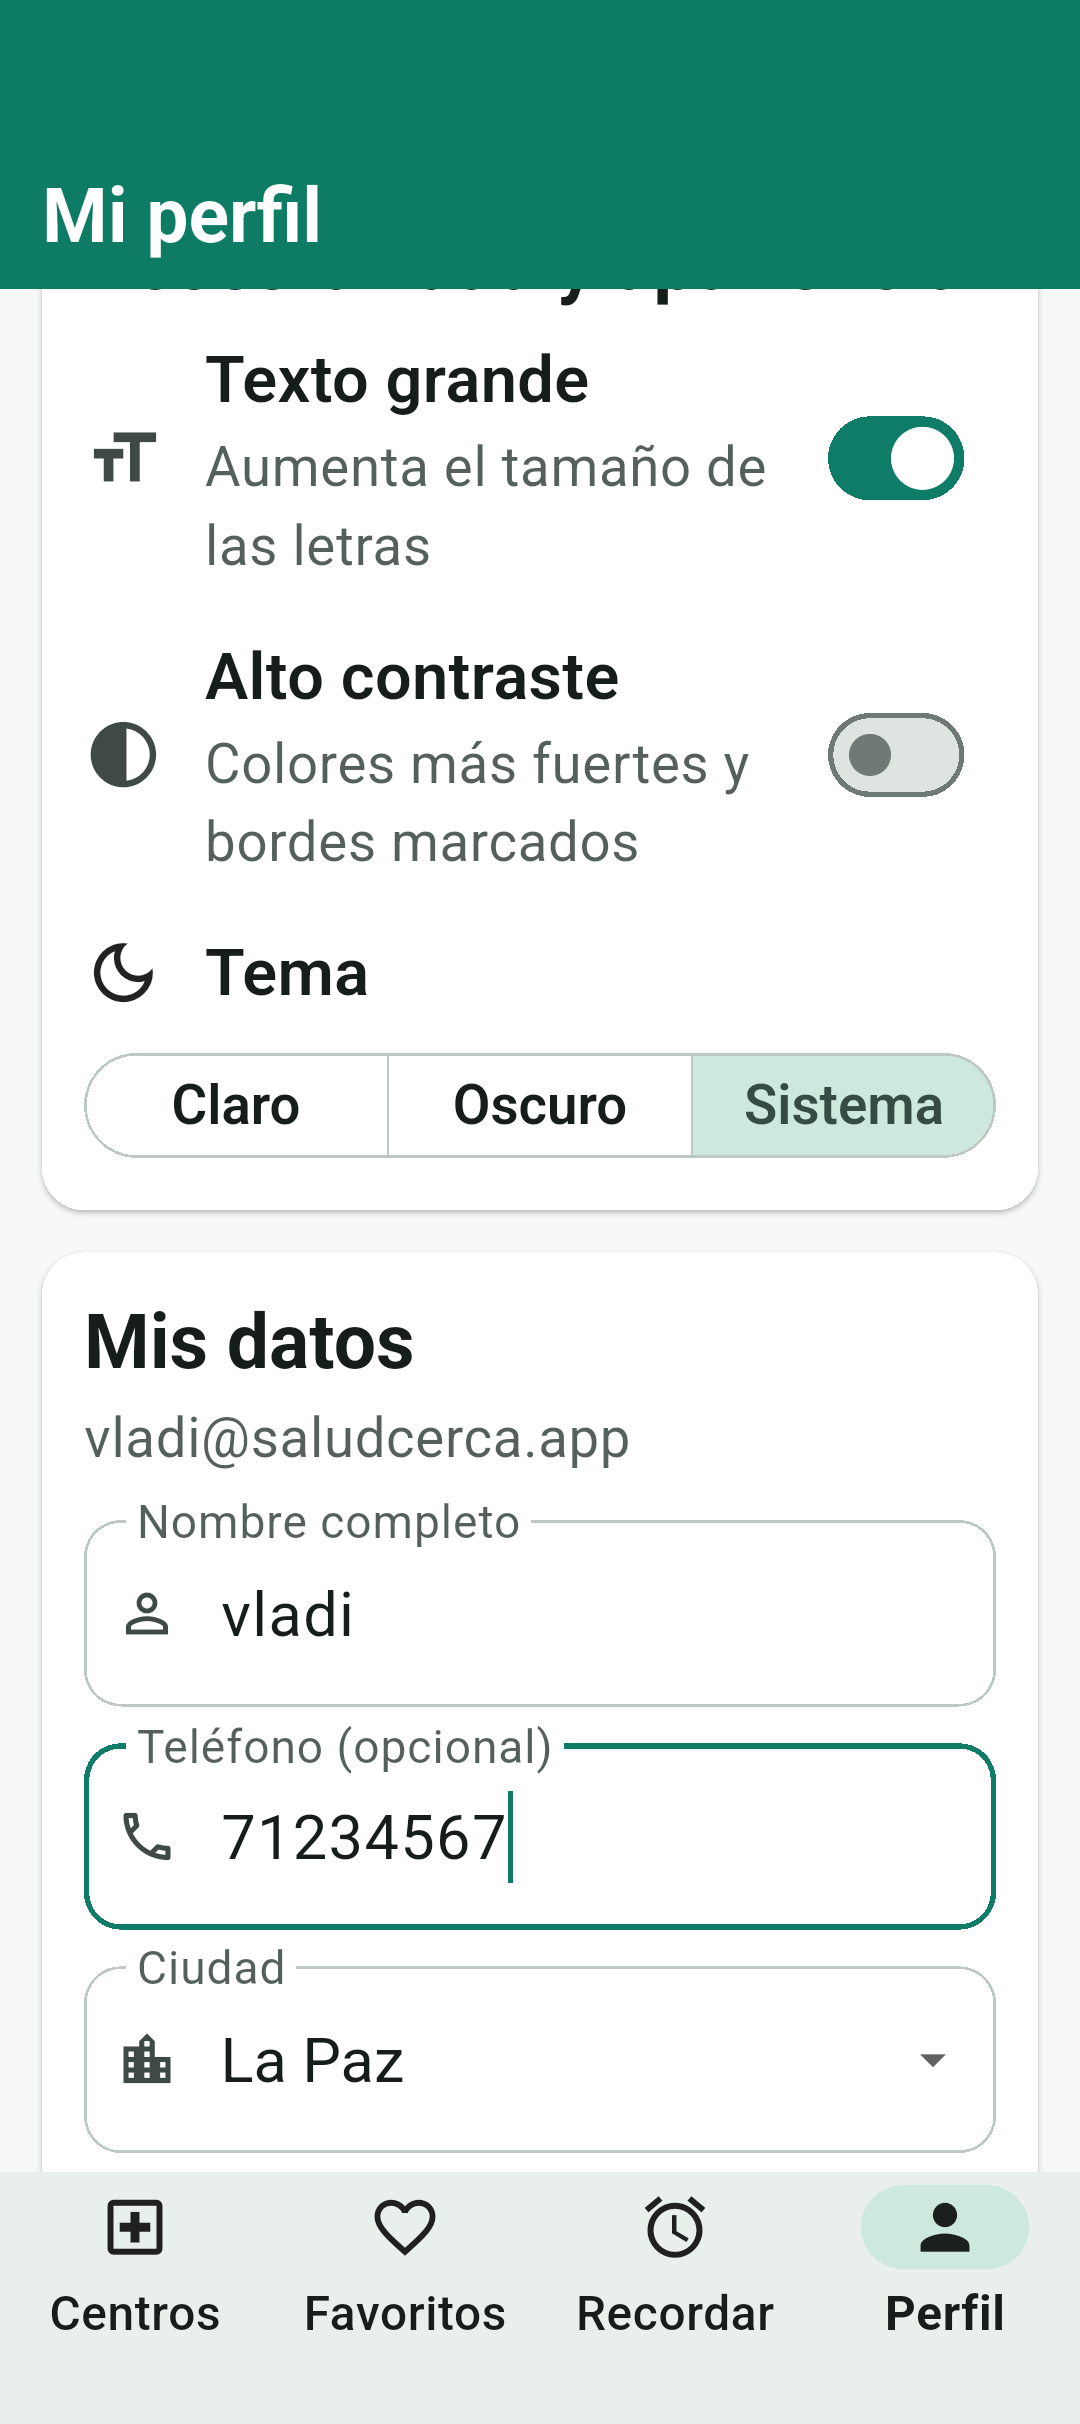 Mi perfil
Texto grande
Aumenta el tamaño de
las letras
Alto contraste
Colores más fuertes y
bordes marcados
Tema
Claro
Oscuro
Sistema
Mis datos
vladi@saludcerca.app
Nombre completo
vladi
Teléfono (opcional)
71234567
Ciudad
La Paz
Centros
Favoritos
Recordar
Perfil